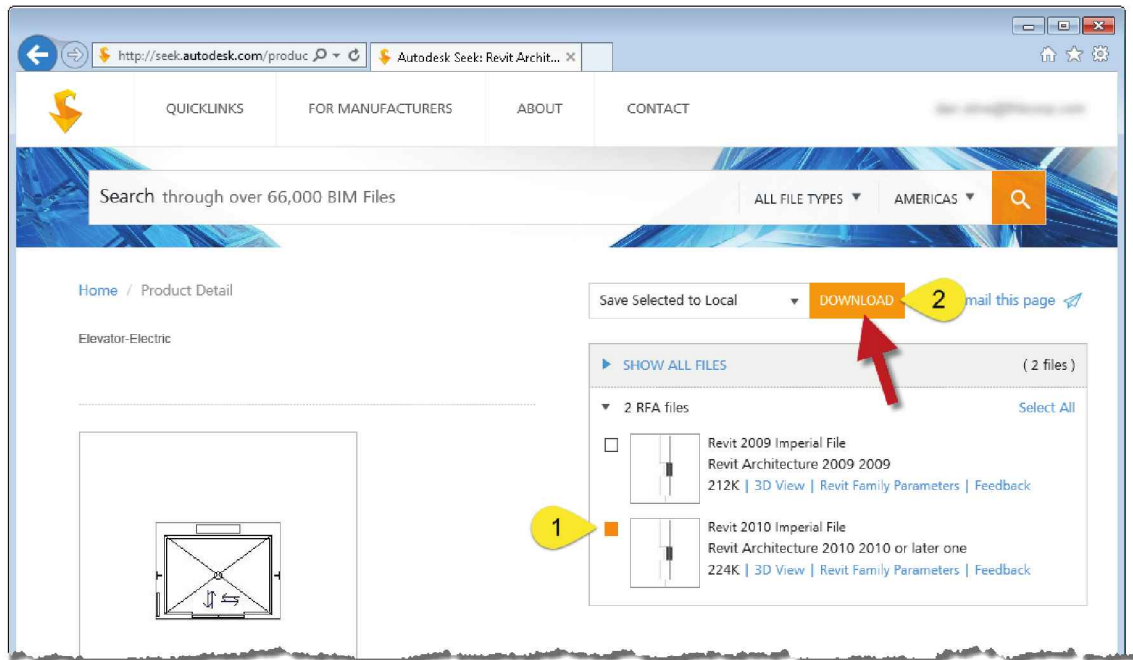 http://seek.autodesk.com/produc
Autodesk Seek: Revit Archit...
QUICKLINKS FOR MANUFACTURERS ABOUT CONTACT
Search through over 66,000 BIM Files ALL FILE TYPES AMERICAS
Home / Product Detail
Save Selected to Local DOWNLOAD 2 mail this page
Elevator-Electric
SHOW ALL FILES ( 2 files )
2 RFA files Select All
Revit 2009 Imperial File
Revit Architecture 2009 2009
212K | 3D View | Revit Family Parameters | Feedback
1
Revit 2010 Imperial File
Revit Architecture 2010 2010 or later one
224K | 3D View | Revit Family Parameters | Feedback